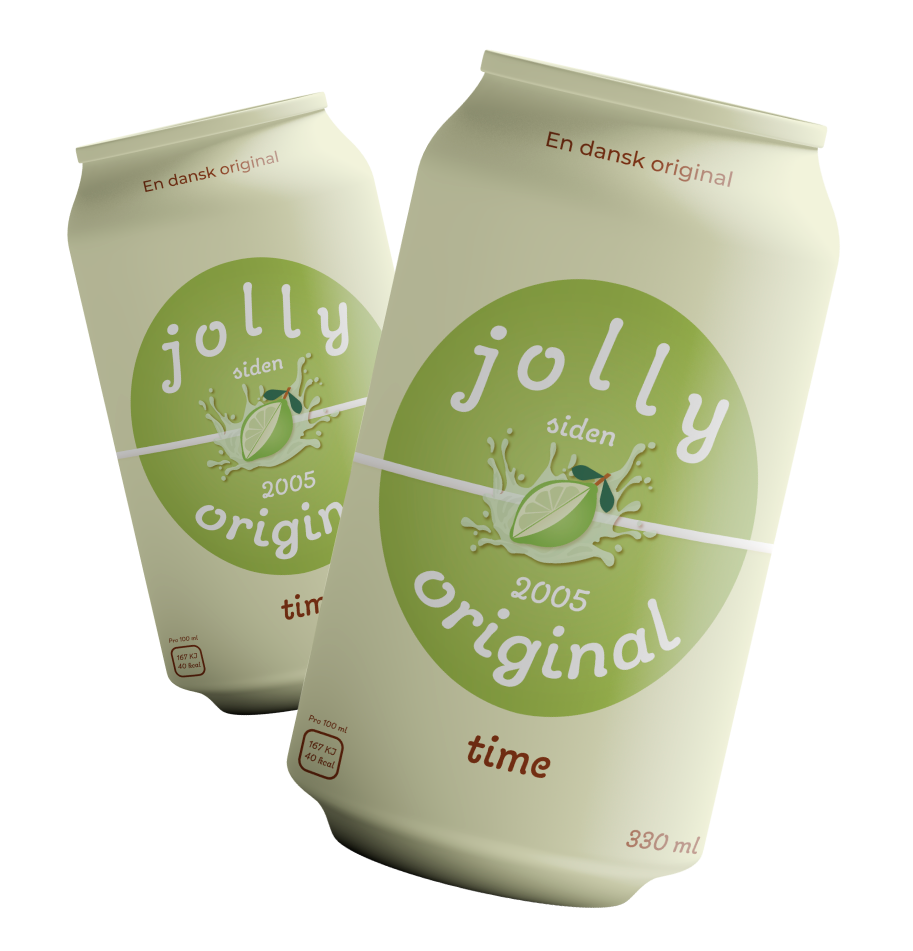 En dansk original
jolly
siden
2005
origin
tim
Pro 100 ml
167 KJ
40 kcal
En dansk original
jolly
siden
2005
original
time
Pro 100 ml
167 KJ
40 kcal
330 ml